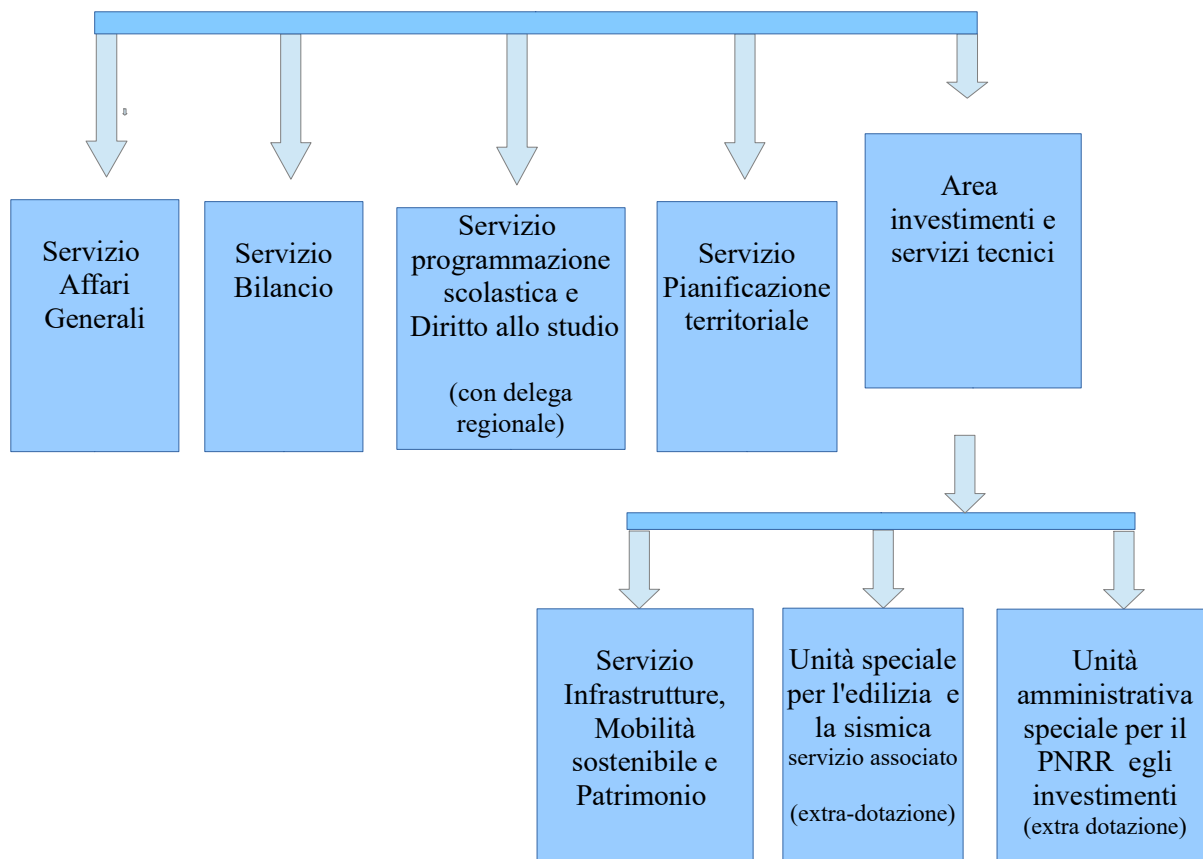 Servizio
Affari
Generali
Servizio
Bilancio
Servizio
programmazione
scolastica e
Diritto allo studio
(con delega
regionale)
Servizio
Pianificazione
territoriale
Area
investimenti e
servizi tecnici
Servizio
Infrastrutture,
Mobilità
sostenibile e
Patrimonio
Unità speciale
per l'edilizia e
la sismica
servizio associato
(extra-dotazione)
Unità
amministrativa
speciale per il
PNRR egli
investimenti
(extra dotazione)